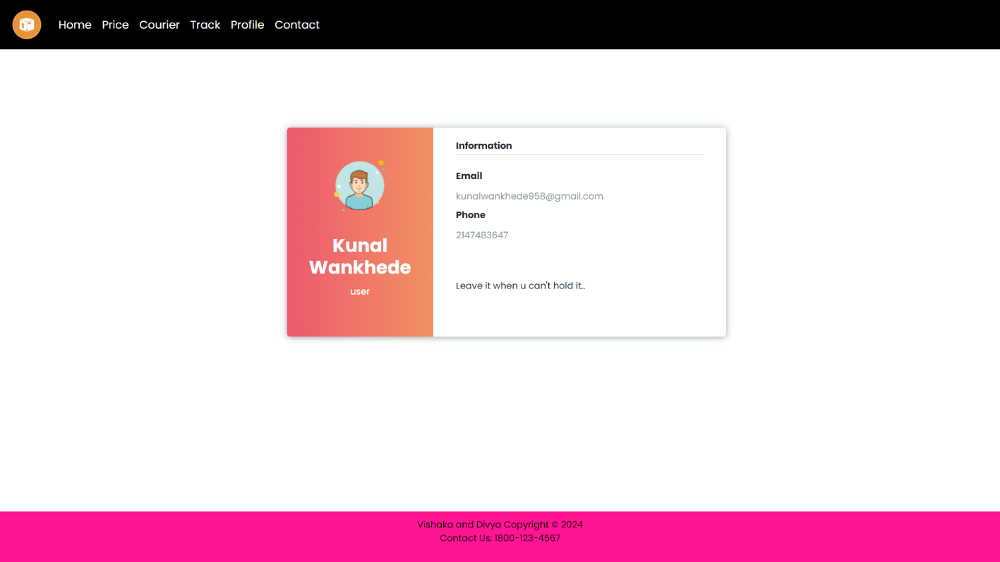 Home Price Courier Track Profile Contact
Kunal
Wankhede
user
Information
Email
kunalwankhede958@gmail.com
Phone
2147483647
Leave it when u can't hold it..
Vishaka and Divya Copyright © 2024
Contact Us: 1800-123-4567